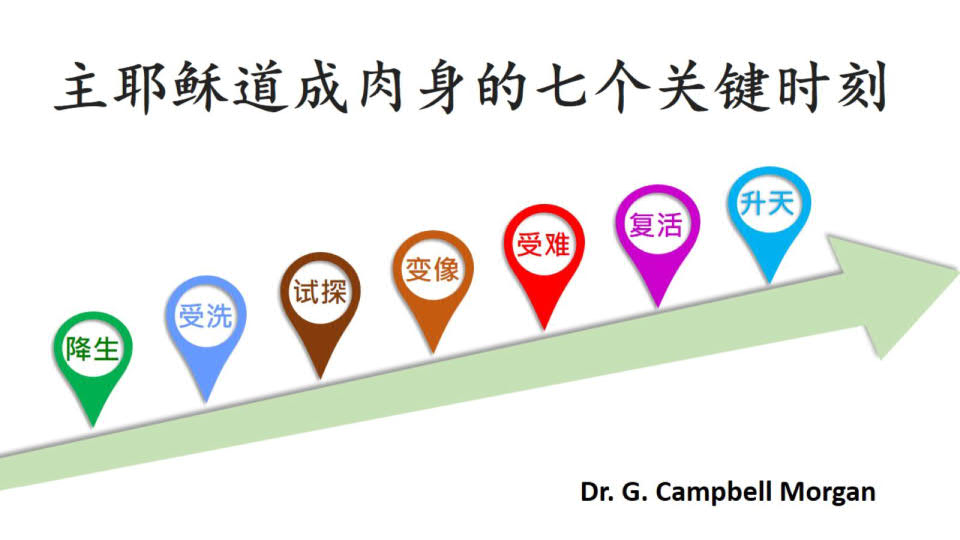 主耶稣道成肉身的七个关键时刻
降生
受洗
试探
变像
受难
复活
升天
Dr. G. Campbell Morgan